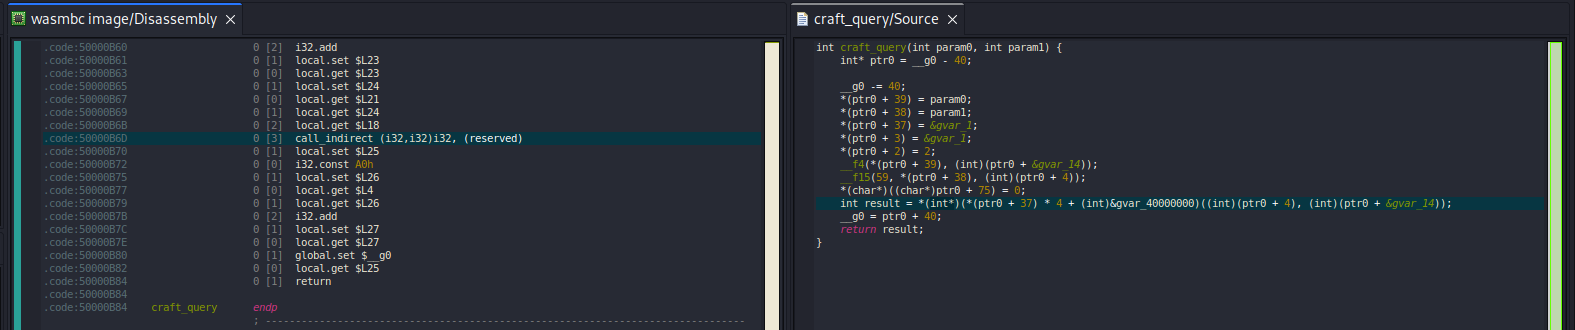 wasmbc image/Disassembly
.code:50000B60 0 [2] i32.add
.code:50000B61 0 [1] local.set $L23
.code:50000B63 0 [0] local.get $L23
.code:50000B65 0 [1] local.set $L24
.code:50000B67 0 [0] local.get $L21
.code:50000B69 0 [1] local.get $L24
.code:50000B6B 0 [2] local.get $L18
.code:50000B6D 0 [3] call_indirect (i32,i32)i32, (reserved)
.code:50000B70 0 [1] local.set $L25
.code:50000B72 0 [0] i32.const A0h
.code:50000B75 0 [1] local.set $L26
.code:50000B77 0 [0] local.get $L4
.code:50000B79 0 [1] local.get $L26
.code:50000B7B 0 [2] i32.add
.code:50000B7C 0 [1] local.set $L27
.code:50000B7E 0 [0] local.get $L27
.code:50000B80 0 [1] global.set $__g0
.code:50000B82 0 [0] local.get $L25
.code:50000B84 0 [1] return
.code:50000B84
.code:50000B84 craft_query endp
; --------------------------------------------------------------------------
craft_query/Source
int craft_query(int param0, int param1) {
int* ptr0 = __g0 - 40;
__g0 -= 40;
*(ptr0 + 39) = param0;
*(ptr0 + 38) = param1;
*(ptr0 + 37) = &gvar_1;
*(ptr0 + 3) = &gvar_1;
*(ptr0 + 2) = 2;
__f4(*(ptr0 + 39), (int)(ptr0 + &gvar_14));
__f15(59, *(ptr0 + 38), (int)(ptr0 + 4));
*(char*)((char*)ptr0 + 75) = 0;
int result = *(int*)(*(ptr0 + 37) * 4 + (int)&gvar_40000000)((int)(ptr0 + 4), (int)(ptr0 + &gvar_14));
__g0 = ptr0 + 40;
return result;
}